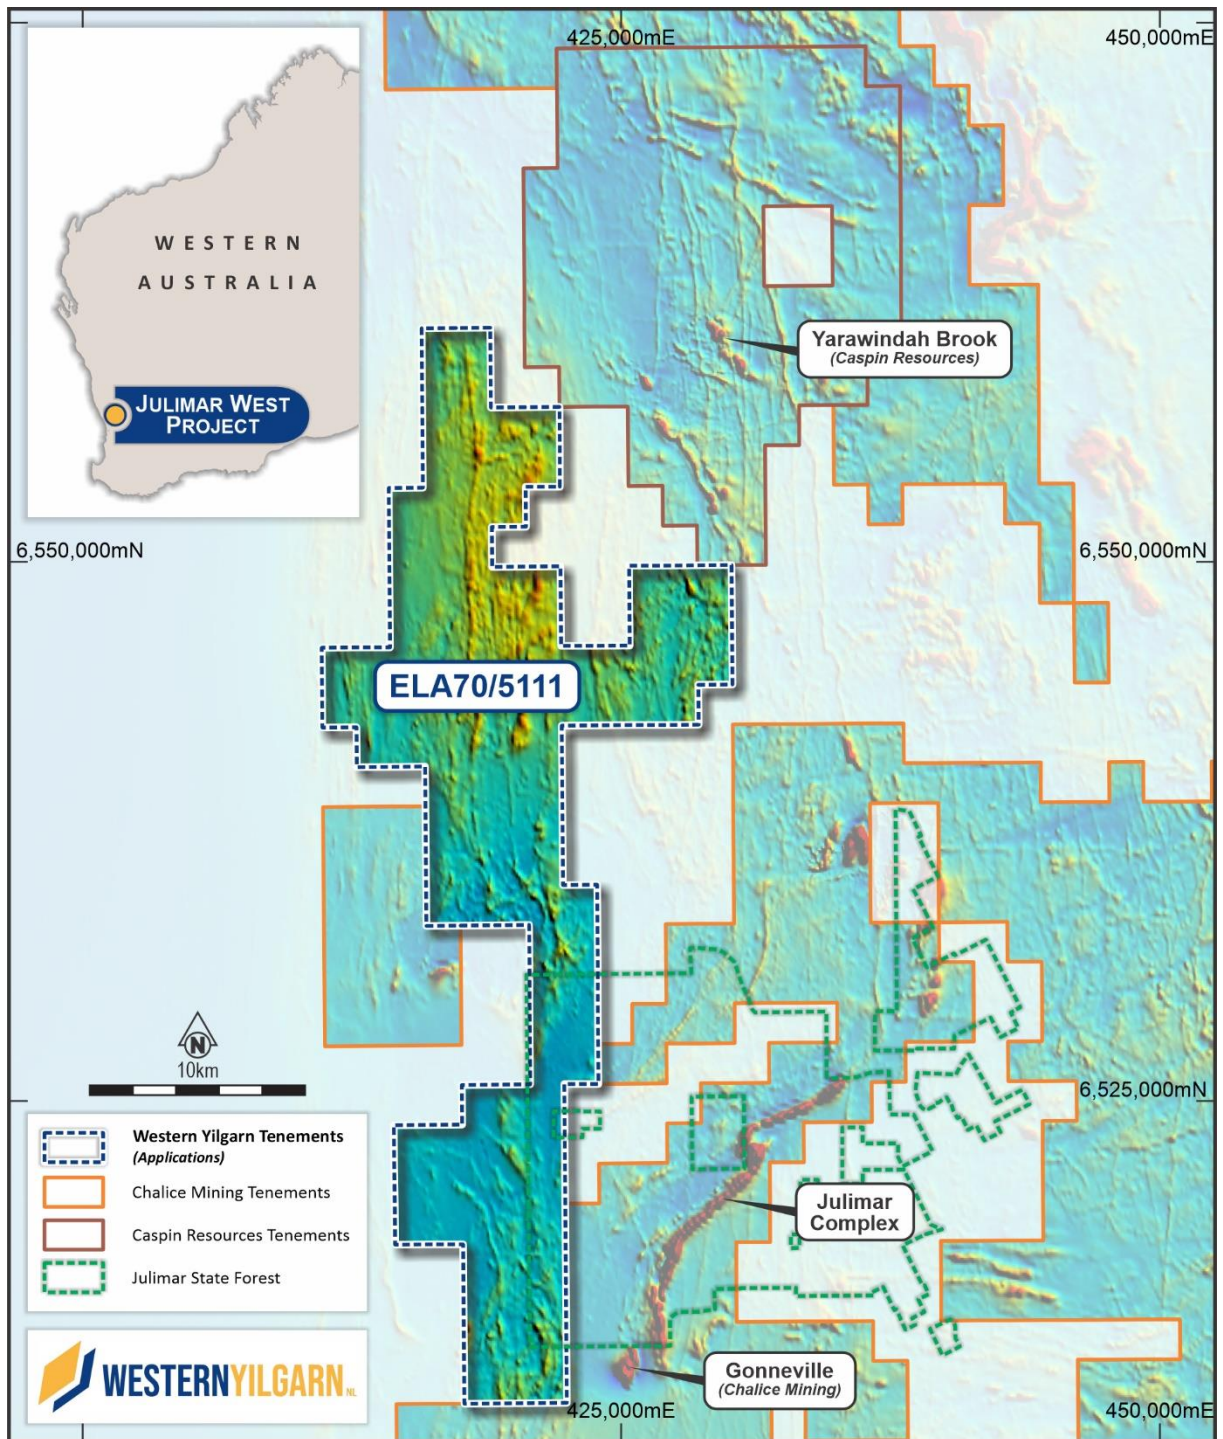 425,000mE
450,000mE
WESTERN
AUSTRALIA
JULIMAR WEST
PROJECT
Yarawindah Brook
(Caspin Resources)
6,550,000mN
6,550,000mN
ELA70/5111
N
10km
6,525,000mN
Western Yilgarn Tenements
(Applications)
Chalice Mining Tenements
Caspin Resources Tenements
Julimar State Forest
Julimar
Complex
WESTERNYILGARN NL
Gonneville
(Chalice Mining)
425,000mE
450,000mE